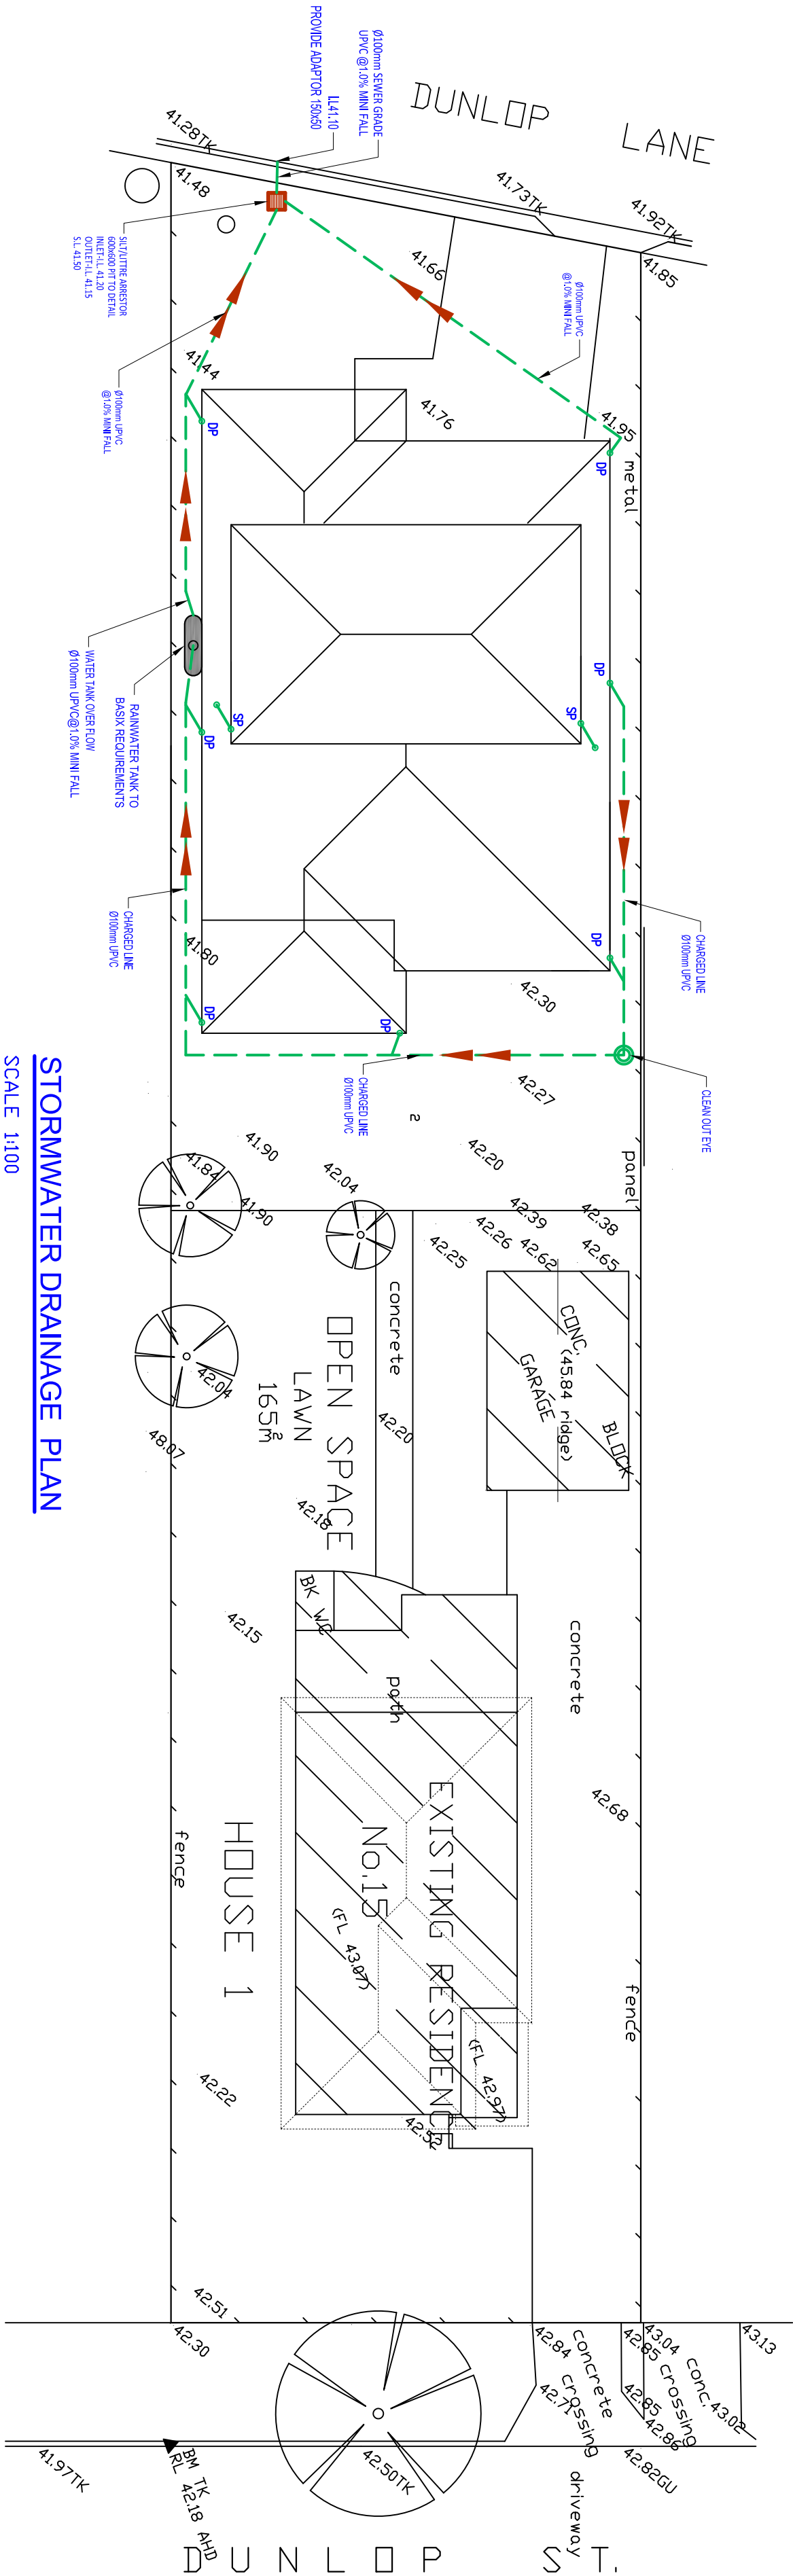 DUNLOP LANE
Ø100mm SEWER GRADE
UPVC @1.0% MINI FALL
I.L41.10
PROVIDE ADAPTOR 150x50
41.28TK
41.73TK
41.92TK
41.48
41.85
41.66
SILT/LITTRE ARRESTOR
600x600 PIT TO DETAIL
INLET-I.L. 41.20
OUTLET-I.L. 41.15
S.L. 41.50
Ø100mm UPVC
@1.0% MINI FALL
Ø100mm UPVC
@1.0% MINI FALL
41.44
41.76
41.95
metal
DP
DP
DP
SP
SP
DP
WATER TANK OVER FLOW
Ø100mm UPVC@1.0% MINI FALL
RAINWATER TANK TO
BASIX REQUIREMENTS
CHARGED LINE
Ø100mm UPVC
CHARGED LINE
Ø100mm UPVC
41.80
DP
DP
DP
42.30
CHARGED LINE
Ø100mm UPVC
CLEAN OUT EYE
42.27
2
42.20
panel
41.90
41.84
41.90
42.04
42.39
42.38
42.26
42.62
42.65
42.25
concrete
CONC.
BLOCK
(45.84 ridge)
GARAGE
OPEN SPACE
LAWN
165m²
42.04
42.20
48.07
42.18
BK WC
42.15
path
concrete
EXISTING RESIDENCE
No.15
(FL 43.07)
(FL 42.97)
42.68
fence
HOUSE 1
fence
42.22
42.52
42.51
42.30
42.84
42.71
concrete
crossing
42.85
43.04
43.13
conc.
crossing
42.85
42.86
43.02
42.82GU
driveway
42.50TK
BM TK
RL 42.18 AHD
41.97TK
DUNLOP ST.
STORMWATER DRAINAGE PLAN
SCALE 1:100